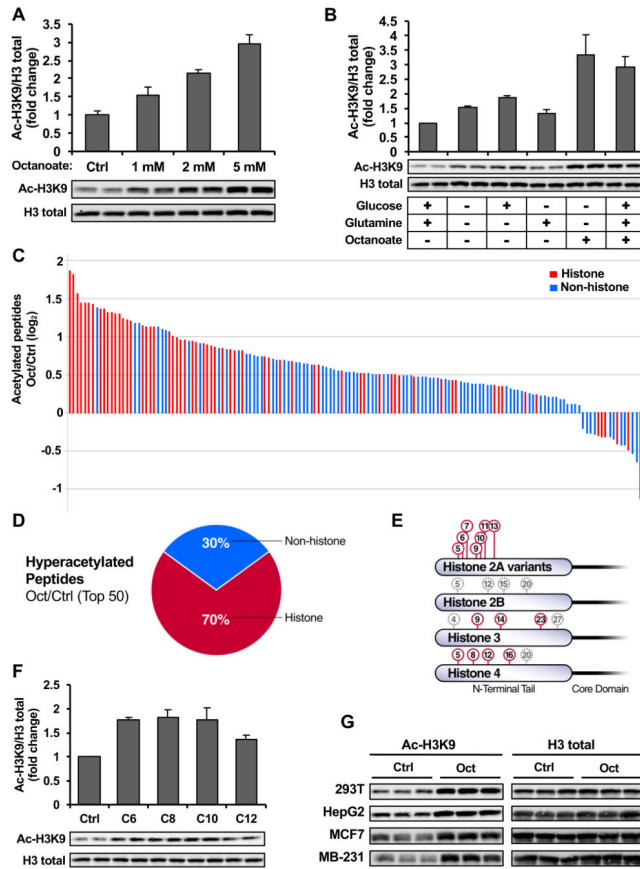 A
Ac-H3K9/H3 total
(fold change)
3.5
3
2.5
2
1.5
1
0.5
0
Octanoate: Ctrl 1 mM 2 mM 5 mM
Ac-H3K9
H3 total
B
Ac-H3K9/H3 total
(fold change)
4.5
4
3.5
3
2.5
2
1.5
1
0.5
0
Ac-H3K9
H3 total
Glucose + - + - - +
Glutamine + - - + - +
Octanoate - - - - + +
C
Acetylated peptides
Oct/Ctrl (log2)
2
1.5
1
0.5
0
-0.5
-1
Histone
Non-histone
D
Hyperacetylated
Peptides
Oct/Ctrl (Top 50)
30%
Non-histone
70%
Histone
E
7 11 13
6 10
5 9
Histone 2A variants
5 12 15 20
Histone 2B
4 9 14 23 27
Histone 3
5 8 12 16 20
Histone 4
N-Terminal Tail Core Domain
F
Ac-H3K9/H3 total
(fold change)
2.5
2
1.5
1
0.5
0
Ctrl C6 C8 C10 C12
Ac-H3K9
H3 total
G
Ac-H3K9 H3 total
Ctrl Oct Ctrl Oct
293T
HepG2
MCF7
MB-231